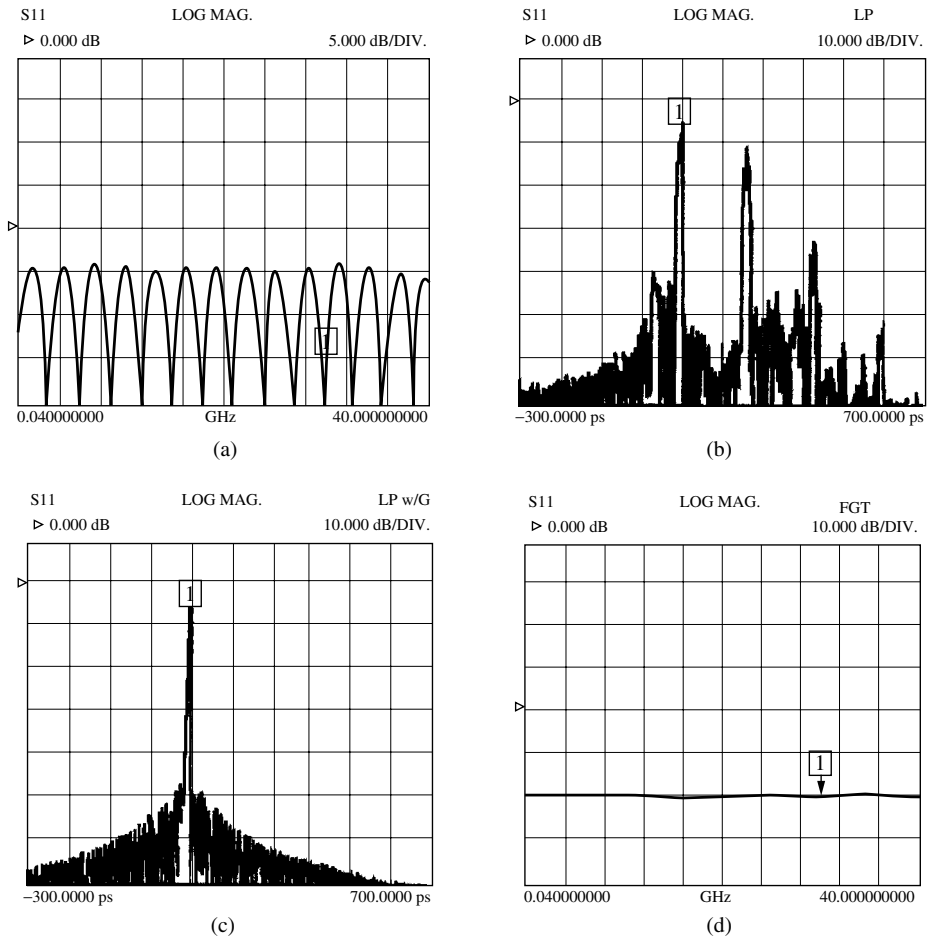 S11 LOG MAG.
▷ 0.000 dB 5.000 dB/DIV.
1
0.040000000 GHz 40.00000000
(a)
S11 LOG MAG. LP
▷ 0.000 dB 10.000 dB/DIV.
1
−300.0000 ps 700.0000 ps
(b)
S11 LOG MAG. LP w/G
▷ 0.000 dB 10.000 dB/DIV.
1
−300.0000 ps 700.0000 ps
(c)
S11 LOG MAG. FGT
▷ 0.000 dB 10.000 dB/DIV.
1
0.040000000 GHz 40.00000000
(d)